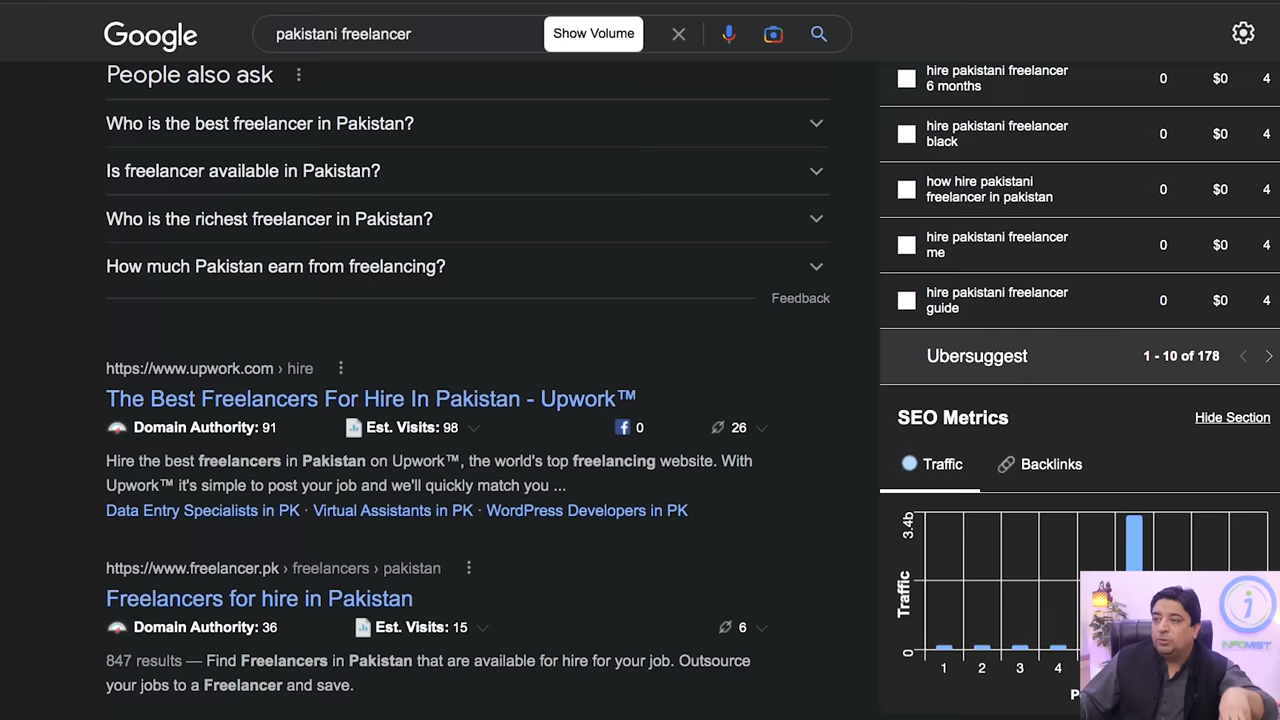 Google
pakistani freelancer
Show Volume
People also ask
Who is the best freelancer in Pakistan?
Is freelancer available in Pakistan?
Who is the richest freelancer in Pakistan?
How much Pakistan earn from freelancing?
Feedback
https://www.upwork.com › hire
The Best Freelancers For Hire In Pakistan - Upwork™
Domain Authority: 91 Est. Visits: 98 0 26
Hire the best freelancers in Pakistan on Upwork™, the world's top freelancing website. With
Upwork™ it's simple to post your job and we'll quickly match you ...
Data Entry Specialists in PK · Virtual Assistants in PK · WordPress Developers in PK
https://www.freelancer.pk › freelancers › pakistan
Freelancers for hire in Pakistan
Domain Authority: 36 Est. Visits: 15 6
847 results — Find Freelancers in Pakistan that are available for hire for your job. Outsource
your jobs to a Freelancer and save.
hire pakistani freelancer
6 months 0 $0 4
hire pakistani freelancer
black 0 $0 4
how hire pakistani
freelancer in pakistan 0 $0 4
hire pakistani freelancer
me 0 $0 4
hire pakistani freelancer
guide 0 $0 4
Ubersuggest 1 - 10 of 178
SEO Metrics Hide Section
Traffic Backlinks
3.4b
Traffic
0
1 2 3 4
INFOMIST